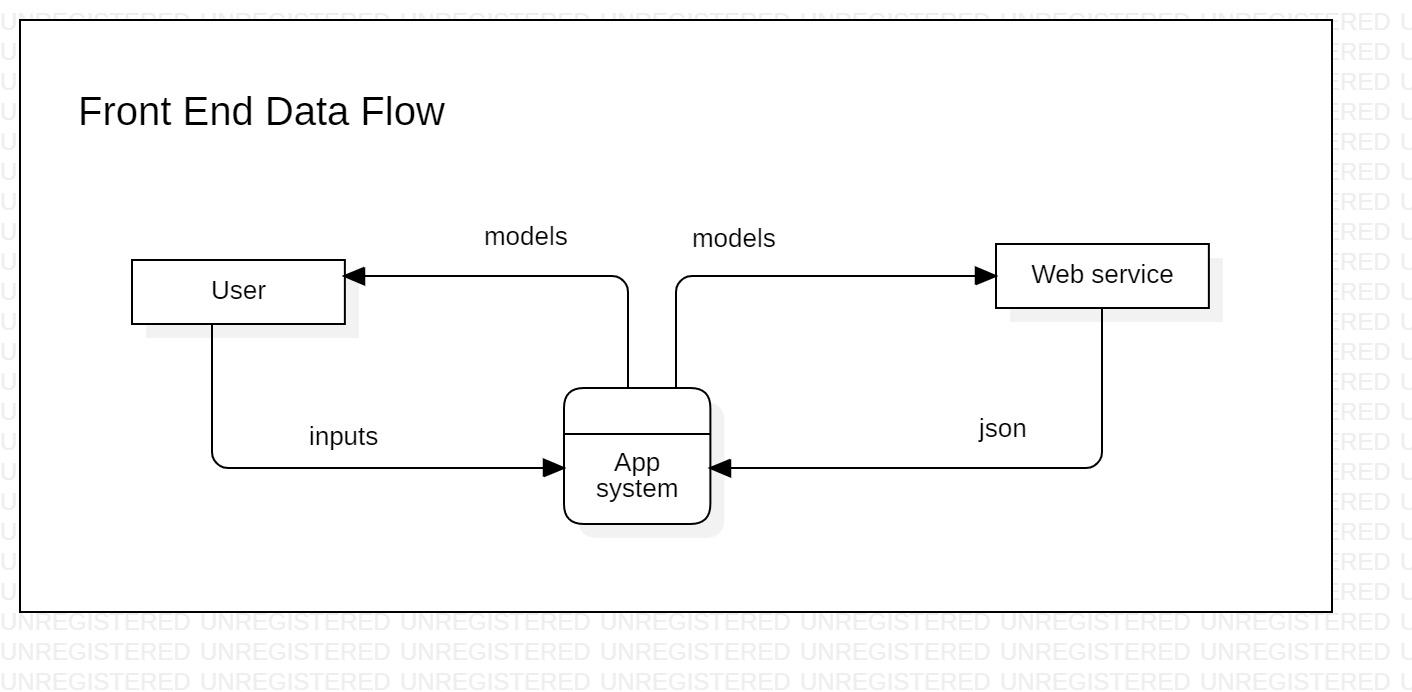 Front End Data Flow
models
models
User
Web service
inputs
json
App
system
UNREGISTERED UNREGISTERED UNREGISTERED UNREGISTERED UNREGISTERED UNREGISTERED UNREGISTERED
UNREGISTERED UNREGISTERED UNREGISTERED UNREGISTERED UNREGISTERED UNREGISTERED UNREGISTERED
UNREGISTERED UNREGISTERED UNREGISTERED UNREGISTERED UNREGISTERED UNREGISTERED UNREGISTERED